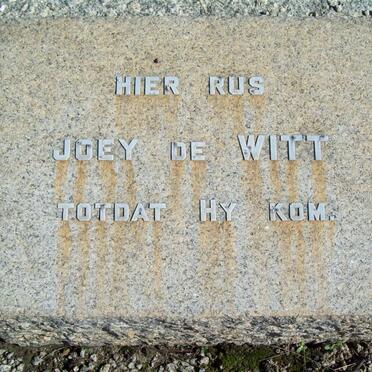 HIER RUS
JOEY DE WITT
TOTDAT HY KOM.